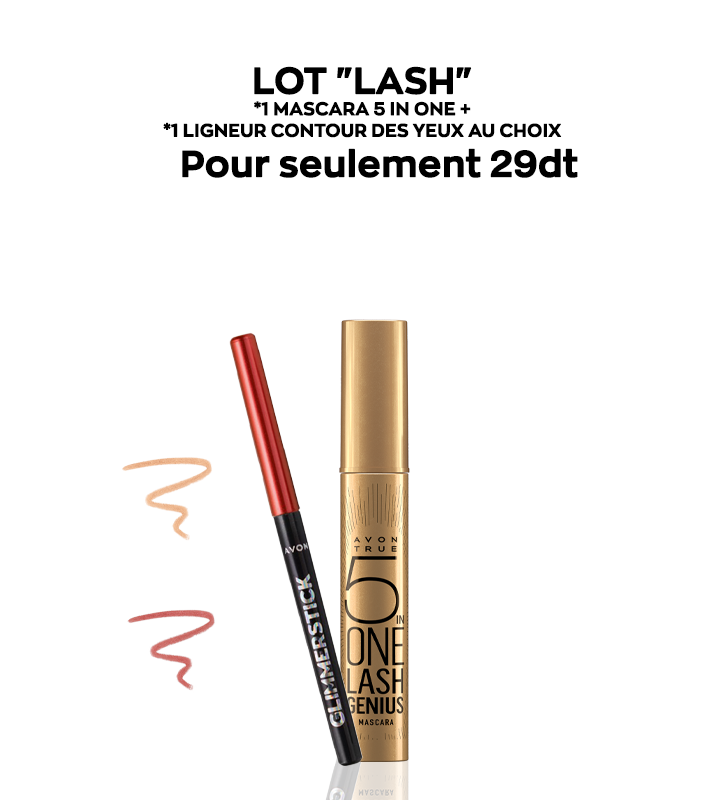 LOT "LASH"
*1 MASCARA 5 IN ONE +
*1 LIGNEUR CONTOUR DES YEUX AU CHOIX
Pour seulement 29dt
AVON
GLIMMERSTICK
AVON
TRUE
5
IN
ONE
LASH
GENIUS
MASCARA